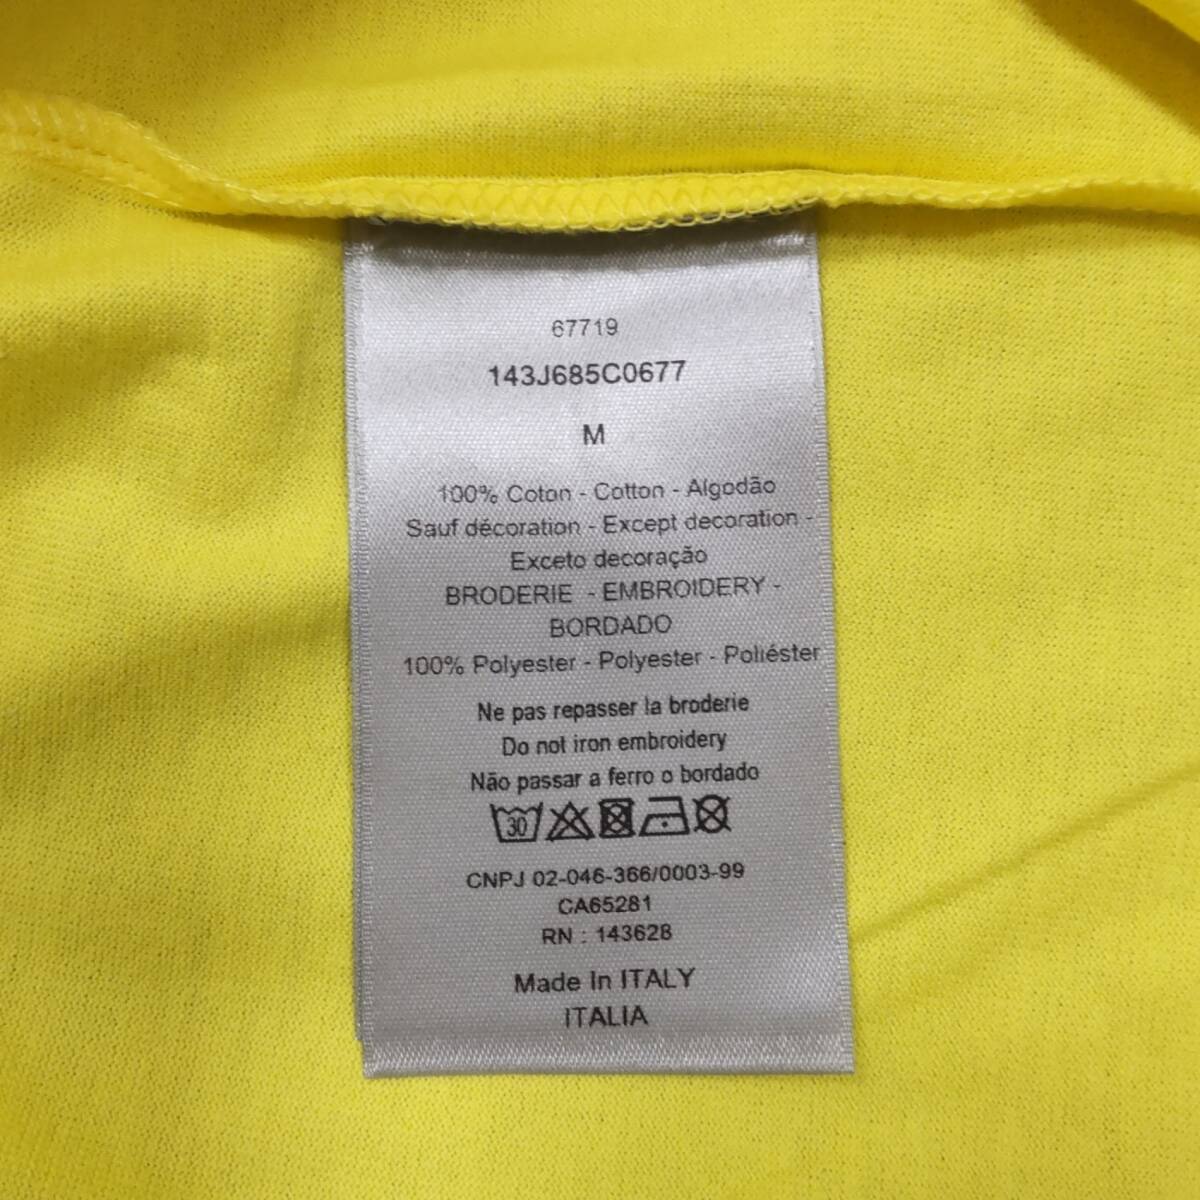 67719
143J685C0677
M
100% Coton - Cotton - Algodão
Sauf décoration - Except decoration -
Exceto decoração
BRODERIE - EMBROIDERY -
BORDADO
100% Polyester - Polyester - Poliéster
Ne pas repasser la broderie
Do not iron embroidery
Não passar a ferro o bordado
30
CNPJ 02-046-366/0003-99
CA65281
RN : 143628
Made In ITALY
ITALIA